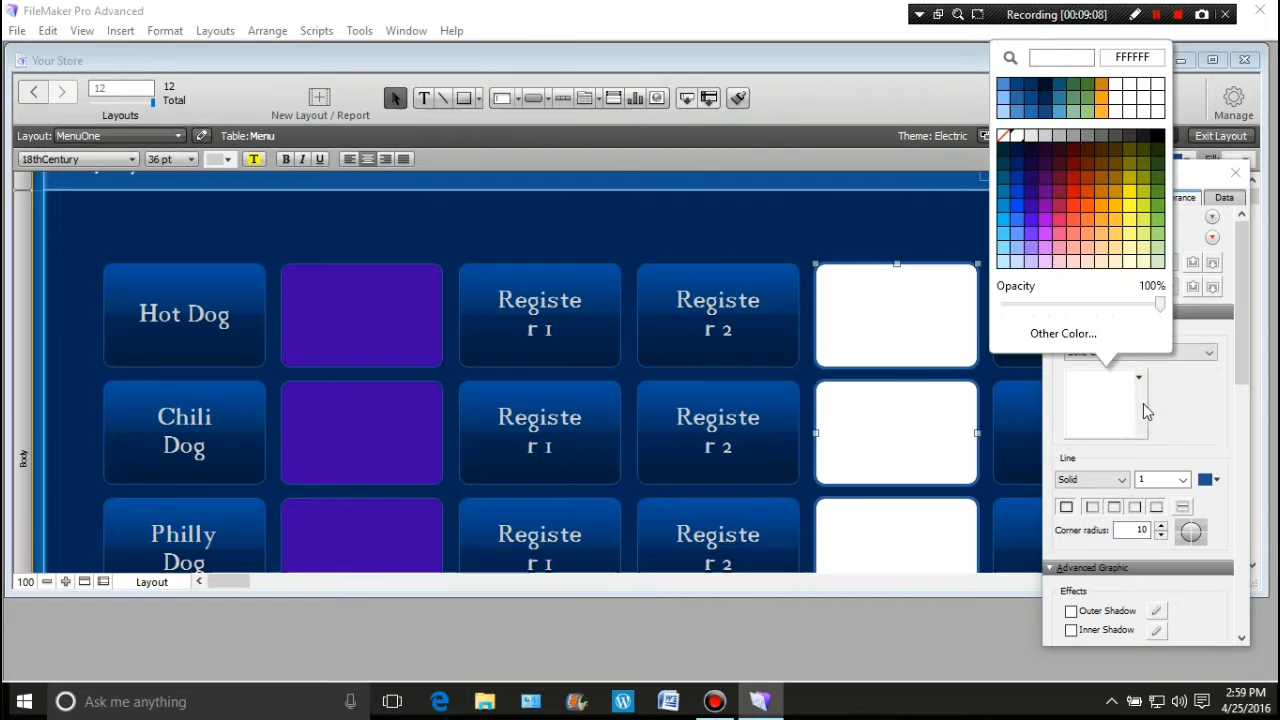 FileMaker Pro Advanced
Recording [00:09:08]
File Edit View Insert Format Layouts Arrange Scripts Tools Window Help
FFFFFF
Your Store
12
12
Total
Layouts
New Layout / Report
Manage
Layout: MenuOne
Table: Menu
Theme: Electric
Exit Layout
18thCentury
36 pt
T B I U
Data
Opacity 100%
Other Color...
Hot Dog
Registe
r 1
Registe
r 2
Chili
Dog
Registe
r 1
Registe
r 2
Philly
Dog
Registe
r 1
Registe
r 2
Body
Line
Solid
1
Corner radius: 10
Advanced Graphic
Effects
Outer Shadow
Inner Shadow
100
Layout
Ask me anything
2:59 PM
4/25/2016